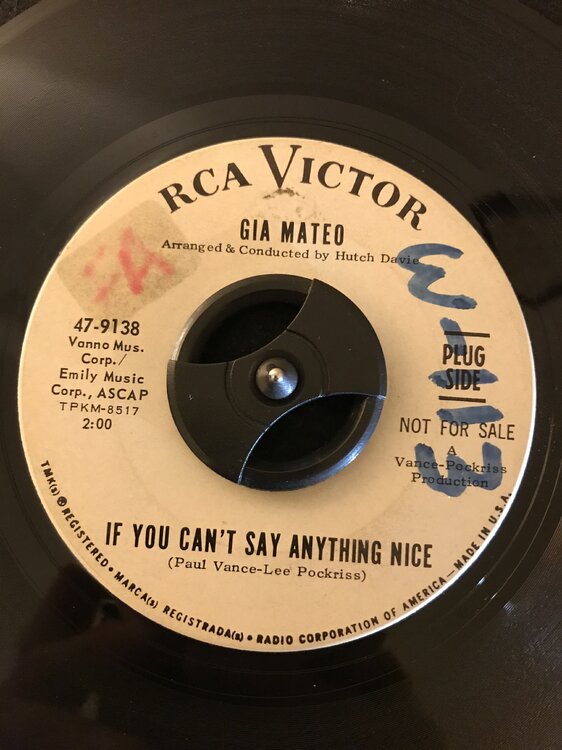 RCA VICTOR
GIA MATEO
Arranged & Conducted by Hutch Davie
47-9138
Vanno Mus.
Corp./
Emily Music
Corp., ASCAP
TPKM-8517
2:00
PLUG
SIDE
NOT FOR SALE
A
Vance-Pockriss
Production
W-113
IF YOU CAN'T SAY ANYTHING NICE
(Paul Vance-Lee Pockriss)
TMK(s) ® REGISTERED • MARCA(s) REGISTRADA(s) • RADIO CORPORATION OF AMERICA—MADE IN U.S.A.